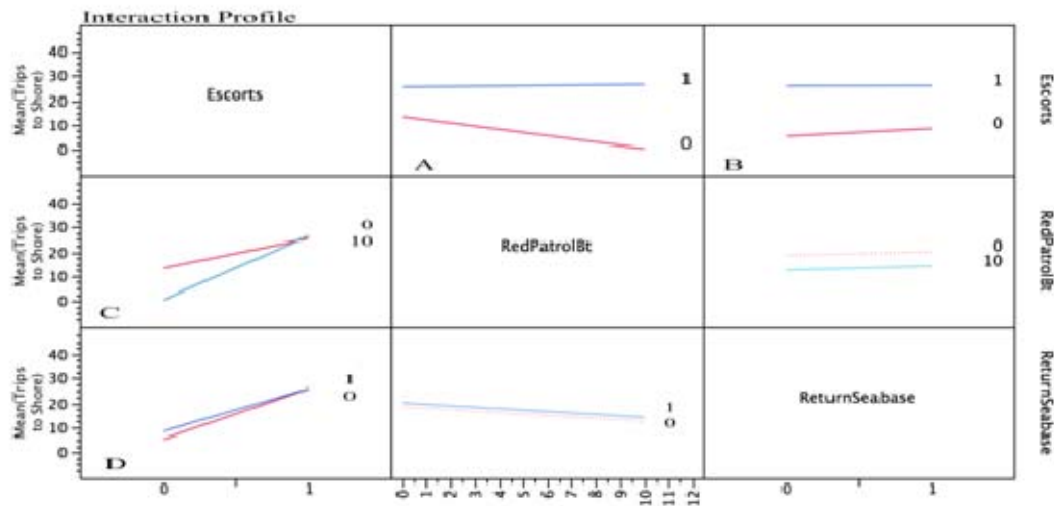 Interaction Profile
Mean(Trips to Shore)
40
30
20
10
0
Escorts
A
1
0
B
1
0
Escorts
Mean(Trips to Shore)
40
30
20
10
0
C
0
10
RedPatrolBt
0
10
RedPatrolBt
Mean(Trips to Shore)
40
30
20
10
0
D
1
0
1
0
ReturnSeabase
ReturnSeabase
0 1
0 1 2 3 4 5 6 7 8 9 10 11 12
0 1